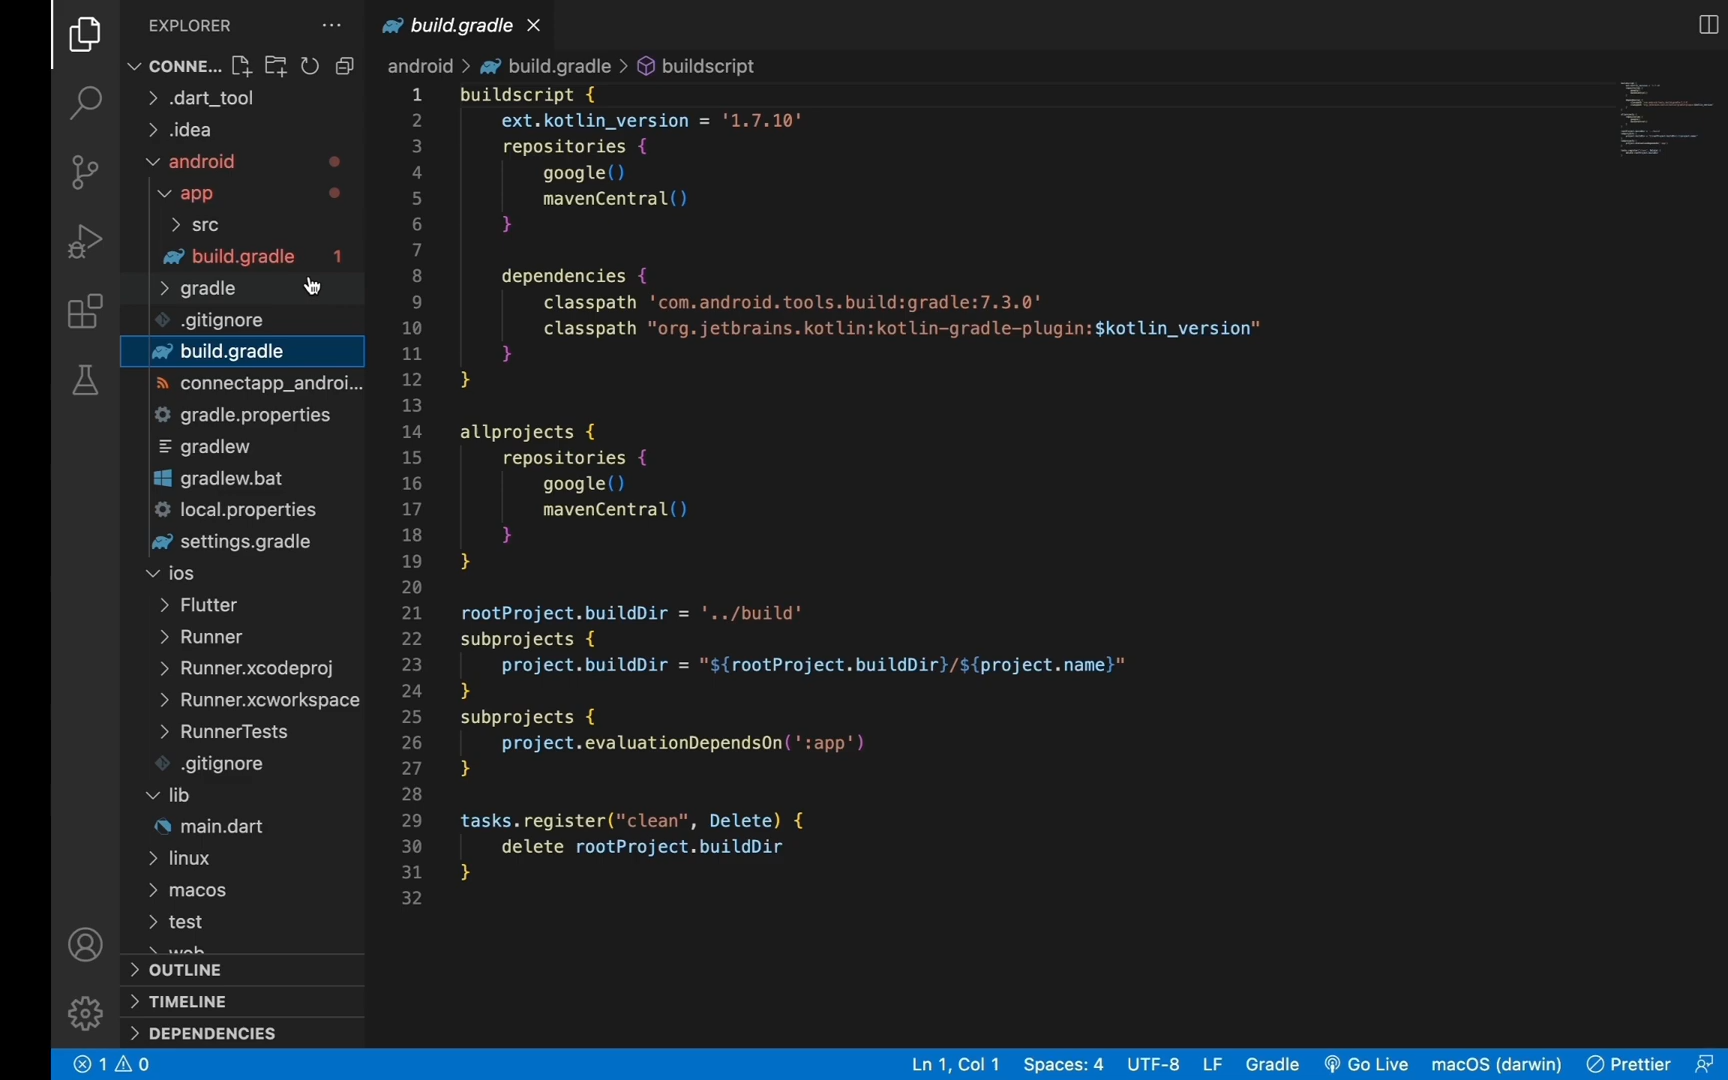 EXPLORER
CONNE...
.dart_tool
.idea
android
app
src
build.gradle 1
gradle
.gitignore
build.gradle
connectapp_androi...
gradle.properties
gradlew
gradlew.bat
local.properties
settings.gradle
ios
Flutter
Runner
Runner.xcodeproj
Runner.xcworkspace
RunnerTests
.gitignore
lib
main.dart
linux
macos
test
web
OUTLINE
TIMELINE
DEPENDENCIES
build.gradle
android > build.gradle > buildscript
1 buildscript {
2 ext.kotlin_version = '1.7.10'
3 repositories {
4 google()
5 mavenCentral()
6 }
7
8 dependencies {
9 classpath 'com.android.tools.build:gradle:7.3.0'
10 classpath "org.jetbrains.kotlin:kotlin-gradle-plugin:$kotlin_version"
11 }
12 }
13
14 allprojects {
15 repositories {
16 google()
17 mavenCentral()
18 }
19 }
20
21 rootProject.buildDir = '../build'
22 subprojects {
23 project.buildDir = "${rootProject.buildDir}/${project.name}"
24 }
25 subprojects {
26 project.evaluationDependsOn(':app')
27 }
28
29 tasks.register("clean", Delete) {
30 delete rootProject.buildDir
31 }
32
1 0 Ln 1, Col 1 Spaces: 4 UTF-8 LF Gradle Go Live macOS (darwin) Prettier